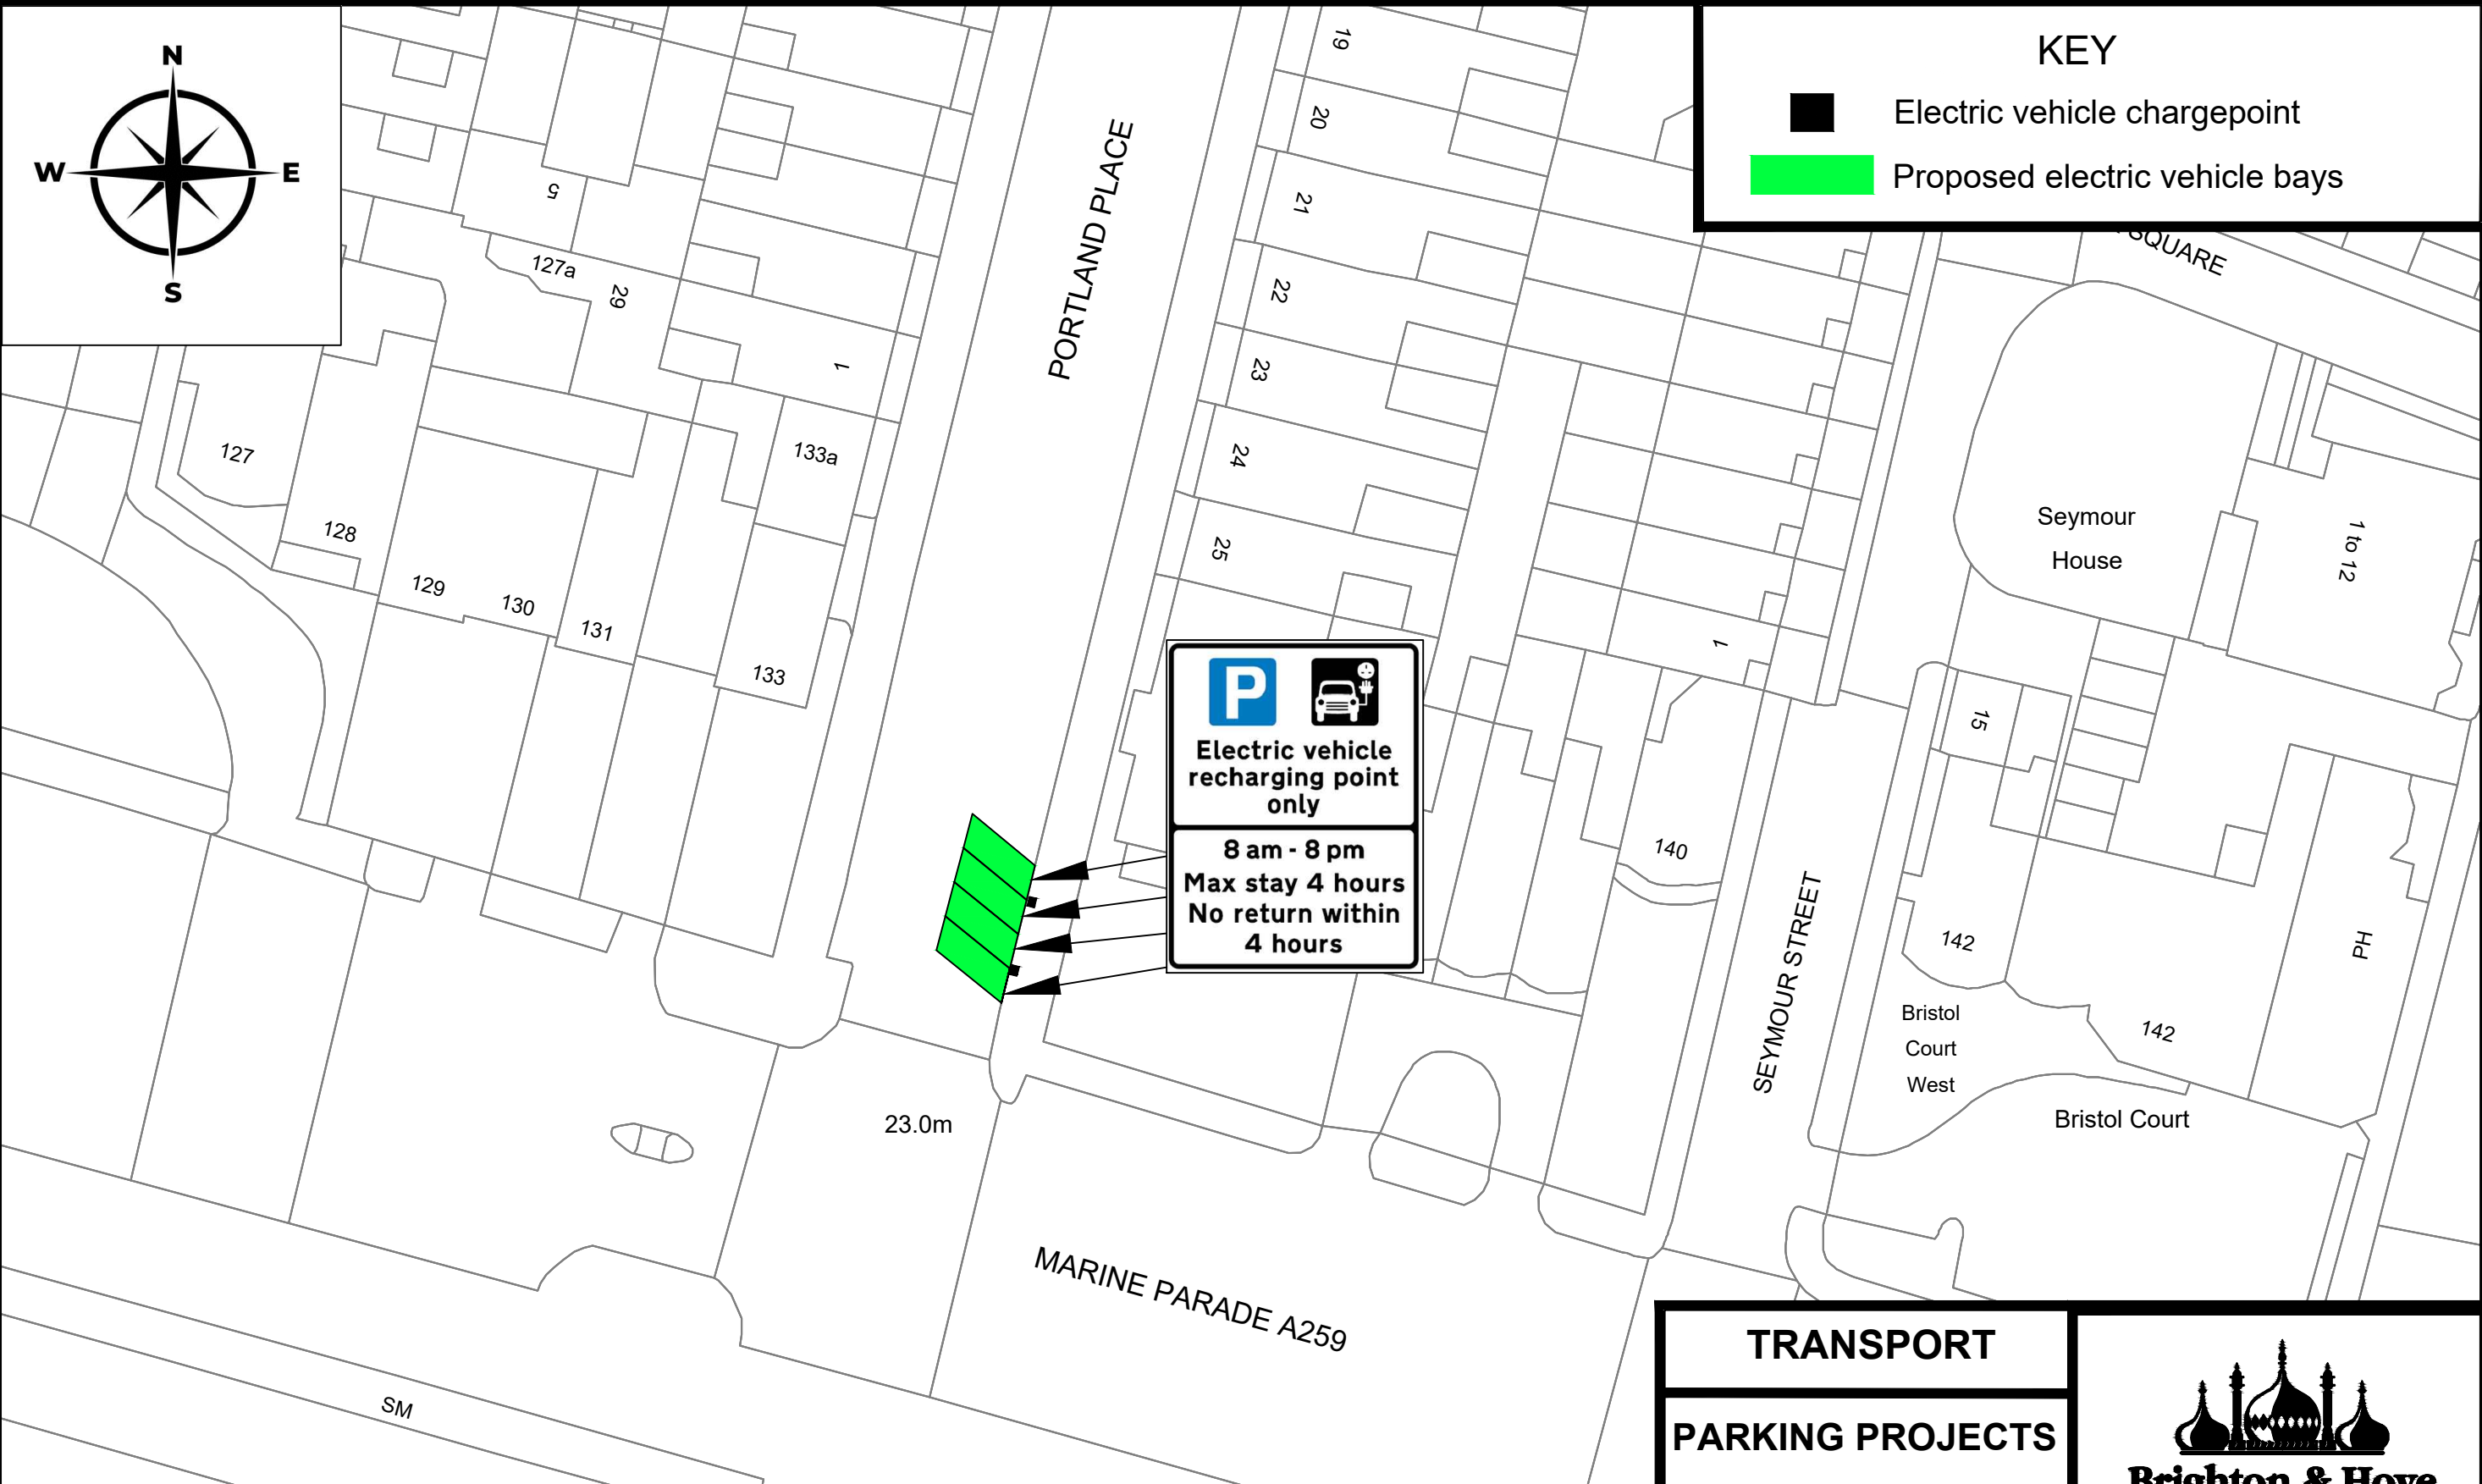 N
W
E
S
KEY
Electric vehicle chargepoint
Proposed electric vehicle bays
SQUARE
PORTLAND PLACE
19
20
21
22
23
24
25
5
127a
29
1
127
128
129
130
131
133a
133
Seymour
House
1 to 12
1
15
140
142
142
PH
Bristol
Court
West
Bristol Court
SEYMOUR STREET
P
Electric vehicle
recharging point
only
8 am - 8 pm
Max stay 4 hours
No return within
4 hours
23.0m
MARINE PARADE A259
SM
TRANSPORT
PARKING PROJECTS
Brighton & Hove